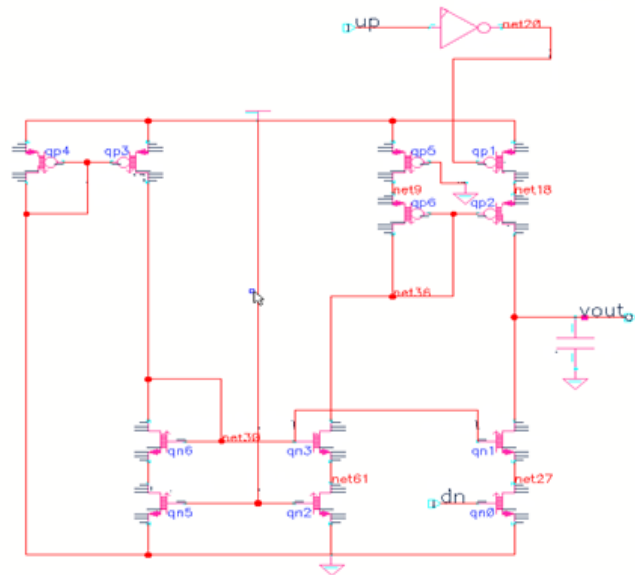 up
net20
qp4 qp3 qp5 qp1
net9 net18
qp6 qp2
net36
vout
net30
qn6 qn3 qn1
net61 net27
dn
qn5 qn2 qn0